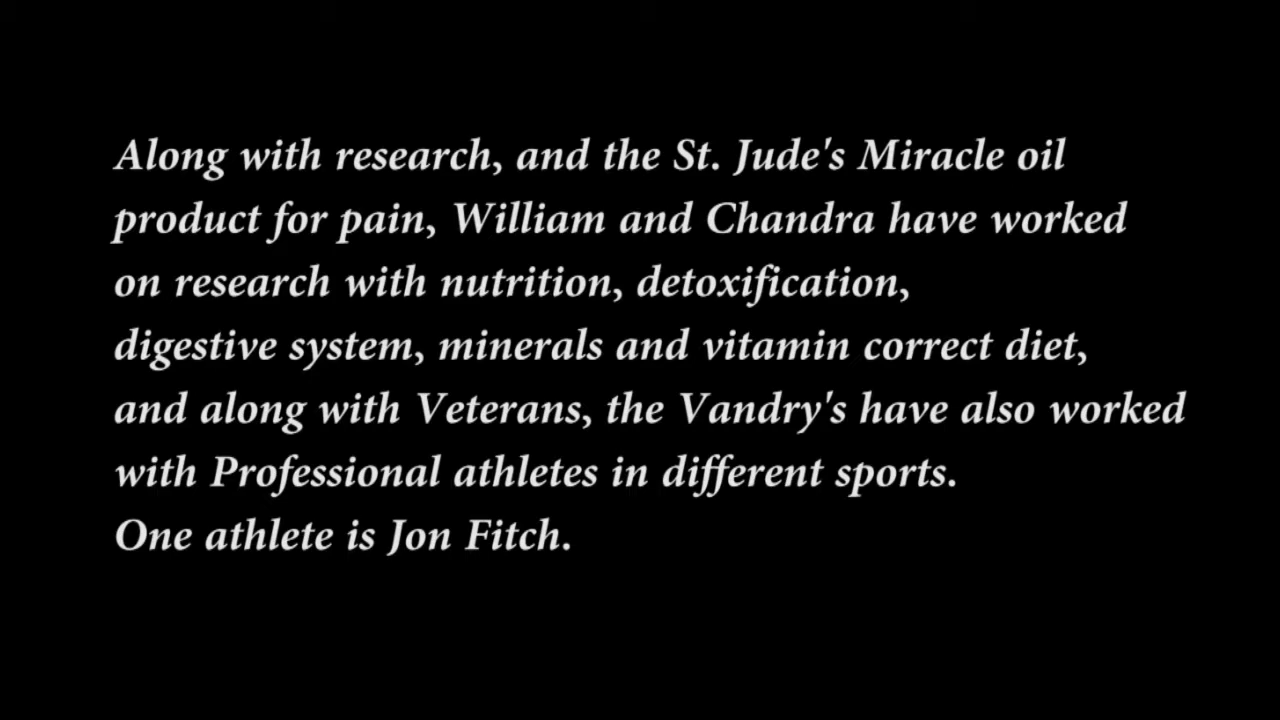 Along with research, and the St. Jude's Miracle oil
product for pain, William and Chandra have worked
on research with nutrition, detoxification,
digestive system, minerals and vitamin correct diet,
and along with Veterans, the Vandry's have also worked
with Professional athletes in different sports.
One athlete is Jon Fitch.